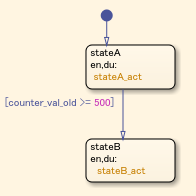 stateA
en,du:
stateA_act
[counter_val_old >= 500]
stateB
en,du:
stateB_act